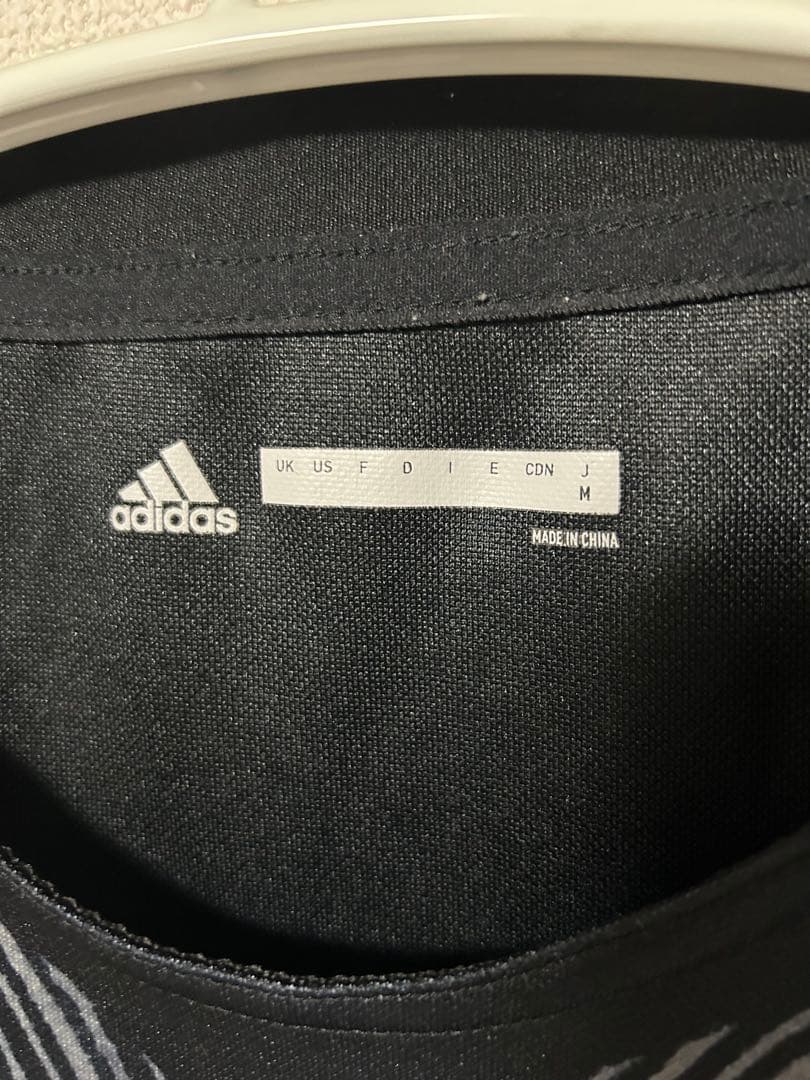 adidas
UK US F D I E CDN J
M
MADE IN CHINA